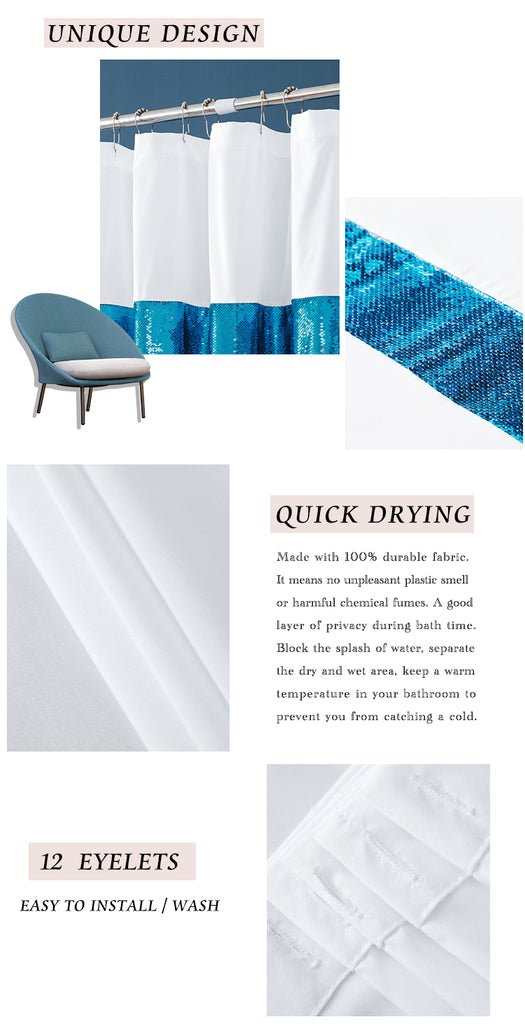 UNIQUE DESIGN
QUICK DRYING
Made with 100% durable fabric.
It means no unpleasant plastic smell
or harmful chemical fumes. A good
layer of privacy during bath time.
Block the splash of water, separate
the dry and wet area, keep a warm
temperature in your bathroom to
prevent you from catching a cold.
12 EYELETS
EASY TO INSTALL / WASH